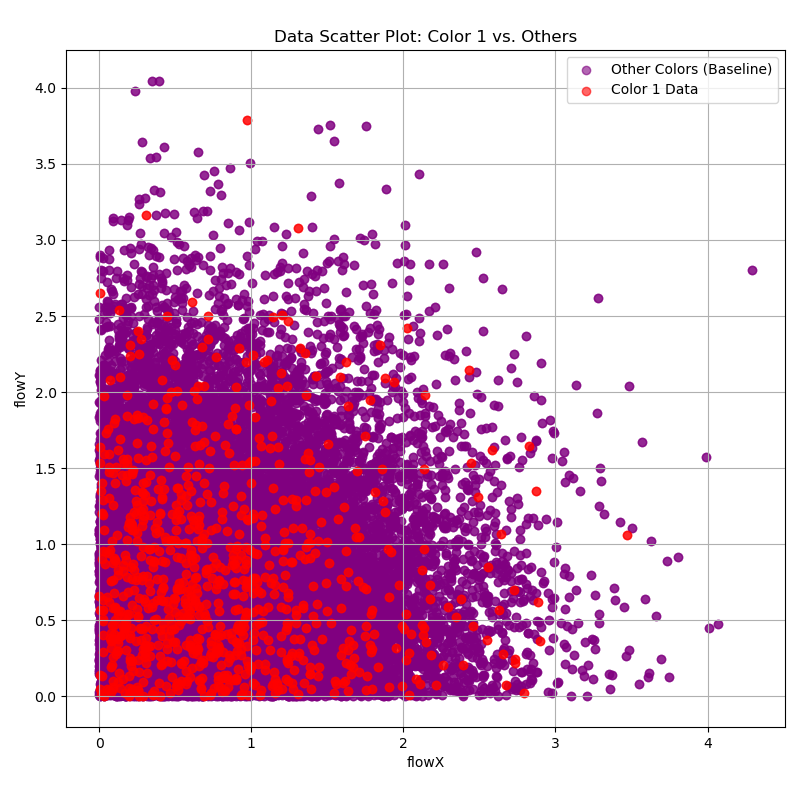 Data Scatter Plot: Color 1 vs. Others
Other Colors (Baseline)
Color 1 Data
flowY
4.0
3.5
3.0
2.5
2.0
1.5
1.0
0.5
0.0
0 1 2 3 4
flowX